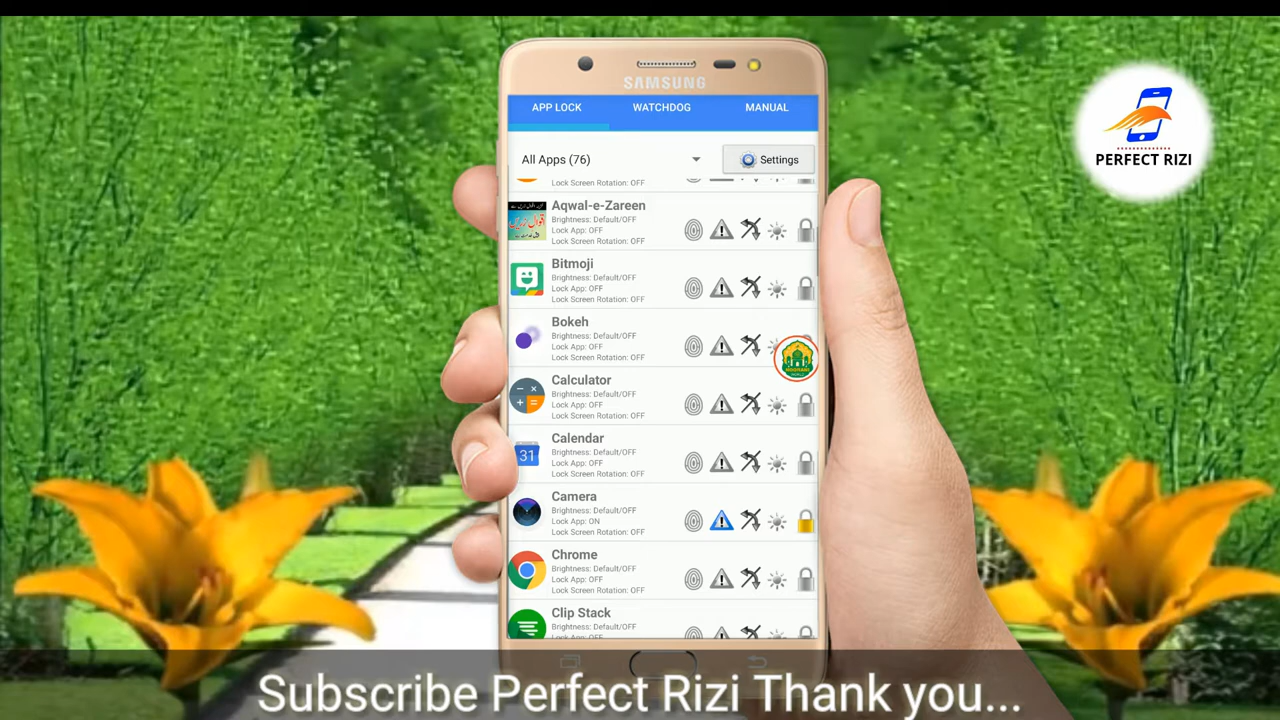 SAMSUNG
APP LOCK WATCHDOG MANUAL
All Apps (76) Settings
Lock Screen Rotation: OFF
Aqwal-e-Zareen
Brightness: Default/OFF
Lock App: OFF
Lock Screen Rotation: OFF
Bitmoji
Brightness: Default/OFF
Lock App: OFF
Lock Screen Rotation: OFF
Bokeh
Brightness: Default/OFF
Lock App: OFF
Lock Screen Rotation: OFF
Calculator
Brightness: Default/OFF
Lock App: OFF
Lock Screen Rotation: OFF
31
Calendar
Brightness: Default/OFF
Lock App: OFF
Lock Screen Rotation: OFF
Camera
Brightness: Default/OFF
Lock App: ON
Lock Screen Rotation: OFF
Chrome
Brightness: Default/OFF
Lock App: OFF
Lock Screen Rotation: OFF
Clip Stack
Brightness: Default/OFF
Lock App: OFF
PERFECT RIZI
Subscribe Perfect Rizi Thank you...